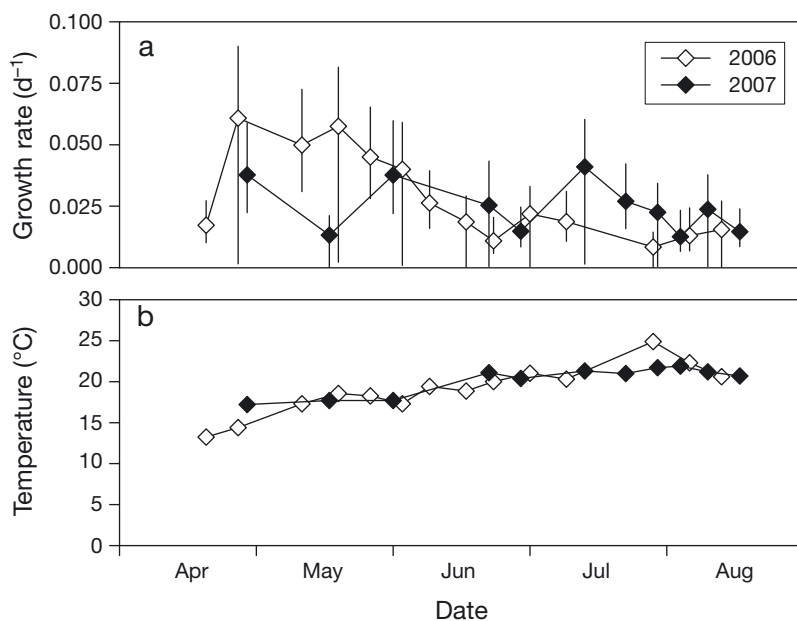 0.100
a
2006
2007
0.075
0.050
0.025
0.000
Growth rate (d⁻¹)
30
b
25
20
15
10
5
0
Temperature (°C)
Apr May Jun Jul Aug
Date